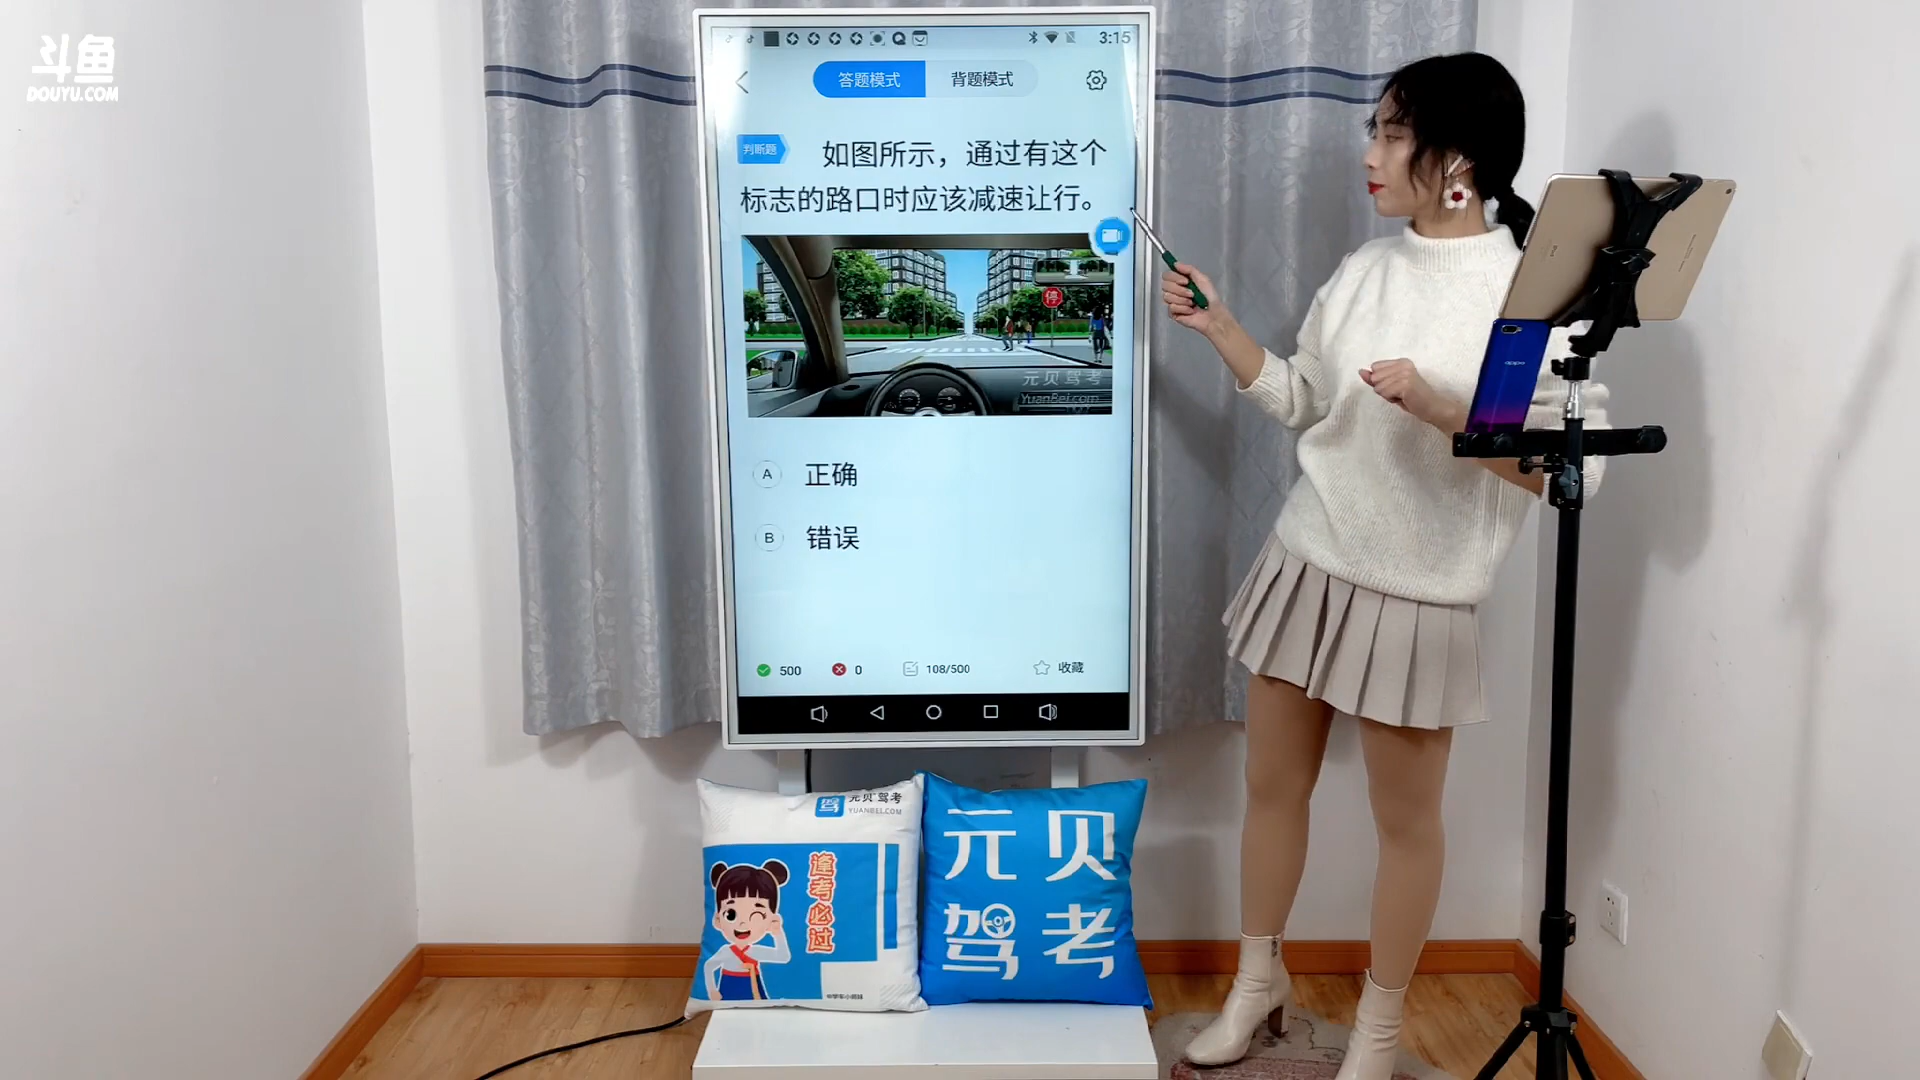 斗鱼
DOUYU.COM
3:15
答题模式 背题模式
判断题 如图所示，通过有这个
标志的路口时应该减速让行。
停
元贝驾考
YuanBei.com
A 正确
B 错误
500 0 108/500 收藏
oppo
元贝驾考
YUANBEI.COM
逢考必过
元贝
驾考